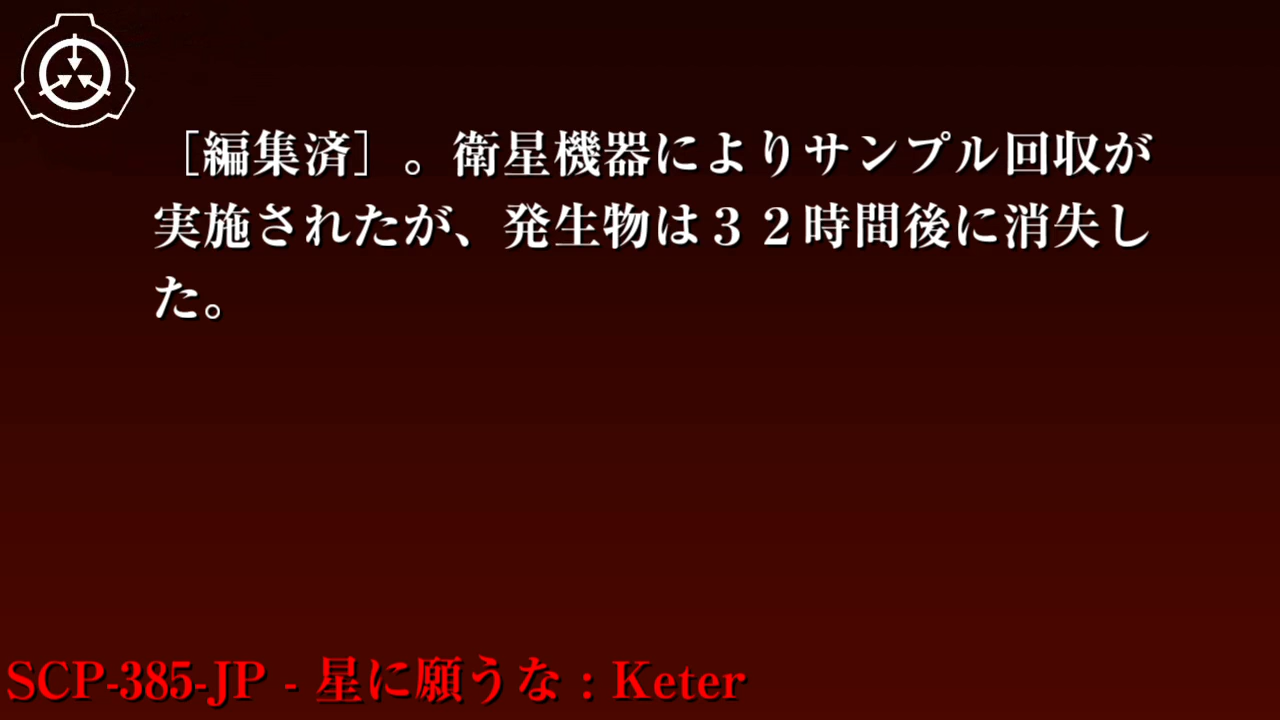 ［編集済］。衛星機器によりサンプル回収が
実施されたが、発生物は３２時間後に消失し
た。
SCP-385-JP - 星に願うな : Keter